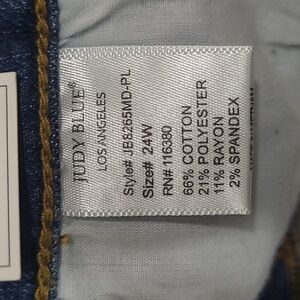 JUDY BLUE®
LOS ANGELES
Style# JB8265MD-PL
Size# 24W
RN# 116380
66% COTTON
21% POLYESTER
11% RAYON
2% SPANDEX